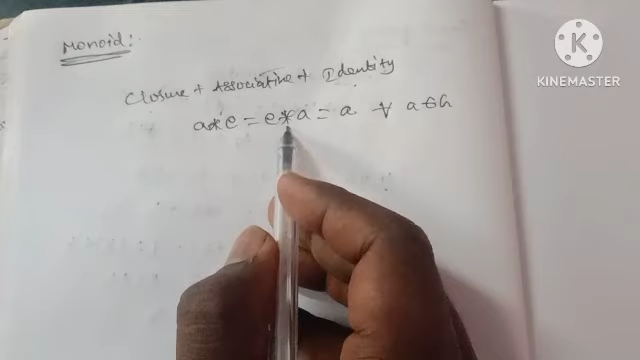 Monoid:
Closure + Associative + Identity
a*e = e*a = a ∀ a∈G
K
KINEMASTER